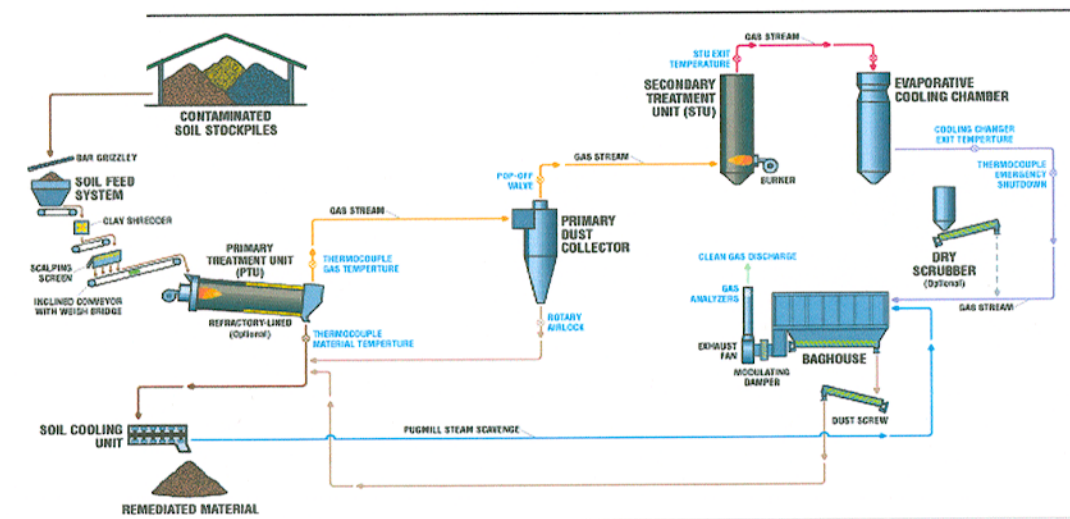 CONTAMINATED
SOIL STOCKPILES
BAR GRIZZLEY
SOIL FEED
SYSTEM
CLAY SHREDDER
SCALPING
SCREEN
INCLINED CONVEYOR
WITH WEIGH BRIDGE
PRIMARY
TREATMENT UNIT
(PTU)
REFRACTORY-LINED
(Optional)
GAS STREAM
THERMOCOUPLE
GAS TEMPERTURE
THERMOCOUPLE
MATERIAL TEMPERTURE
POP-OFF
VALVE
GAS STREAM
PRIMARY
DUST
COLLECTOR
ROTARY
AIRLOCK
STU EXIT
TEMPERATURE
GAS STREAM
SECONDARY
TREATMENT
UNIT (STU)
BURNER
EVAPORATIVE
COOLING CHAMBER
COOLING CHANGER
EXIT TEMPERTURE
THERMOCOUPLE
EMERGENCY
SHUTDOWN
DRY
SCRUBBER
(Optional)
GAS STREAM
CLEAN GAS DISCHARGE
GAS
ANALYZERS
EXHAUST
FAN
MODULATING
DAMPER
BAGHOUSE
DUST SCREW
SOIL COOLING
UNIT
PUGMILL STEAM SCAVENGE
REMEDIATED MATERIAL